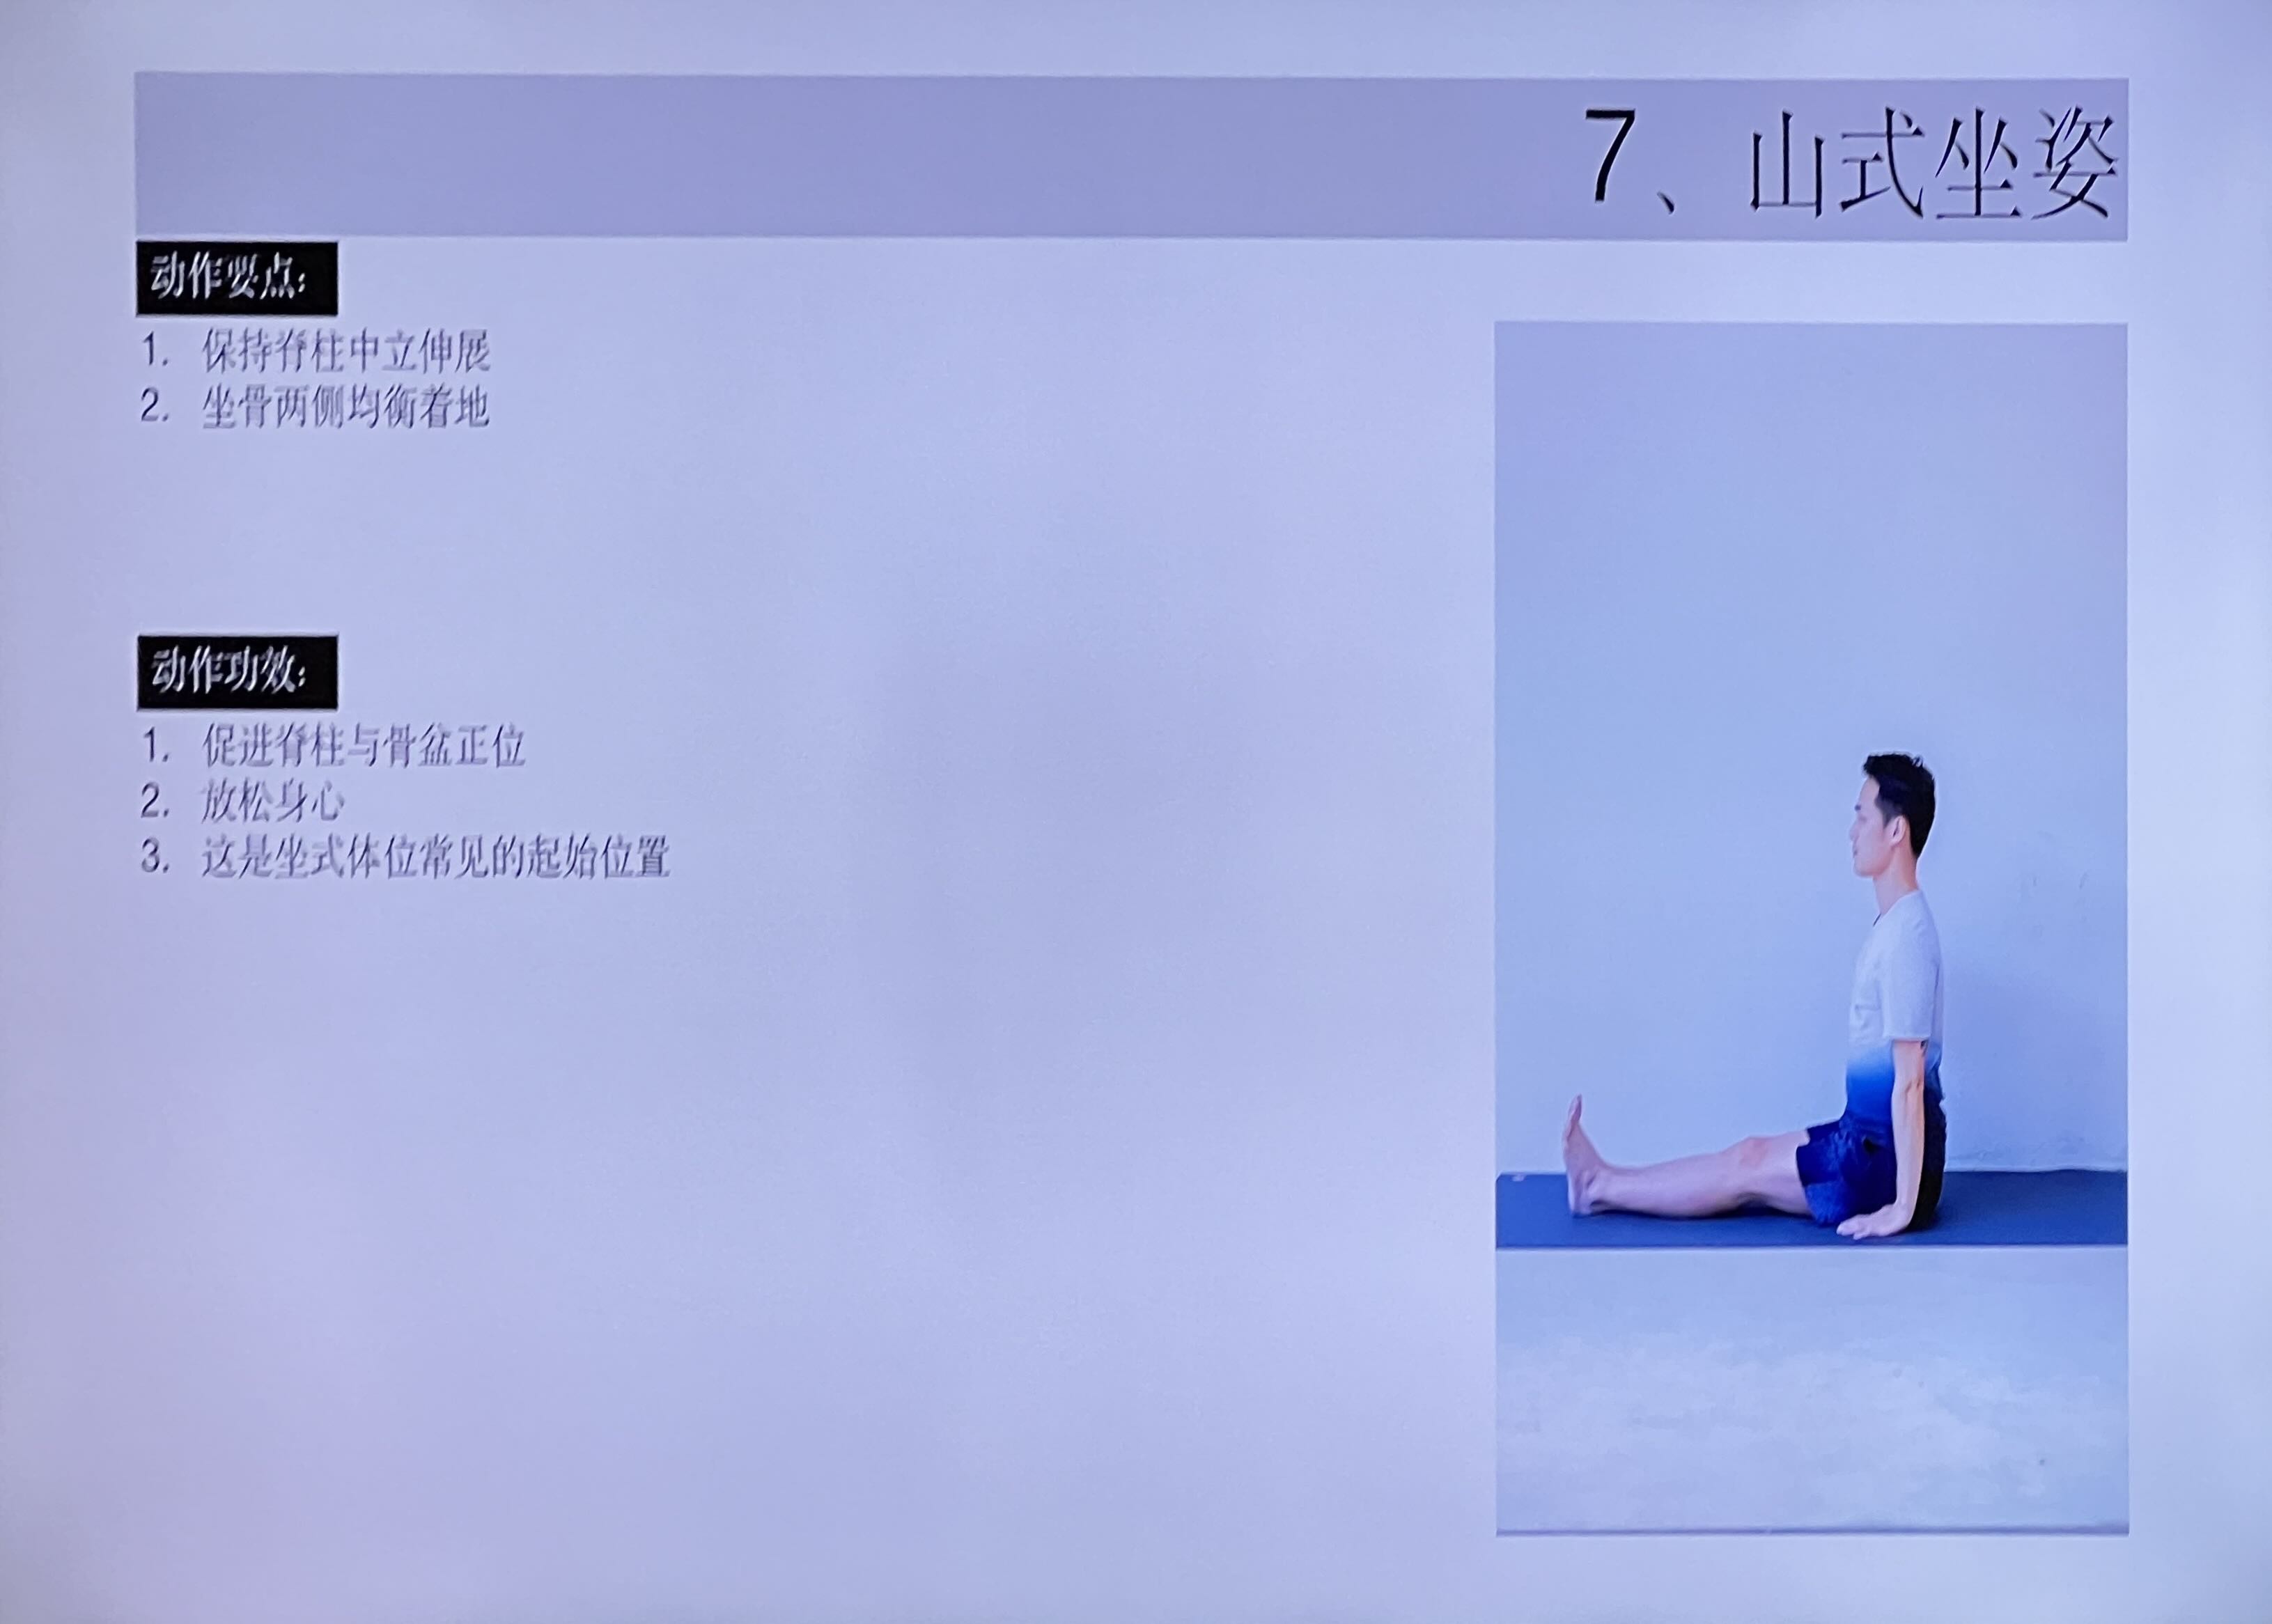 7、山式坐姿
动作要点：
1. 保持脊柱中立伸展
2. 坐骨两侧均衡着地
动作功效：
1. 促进脊柱与骨盆正位
2. 放松身心
3. 这是坐式体位常见的起始位置